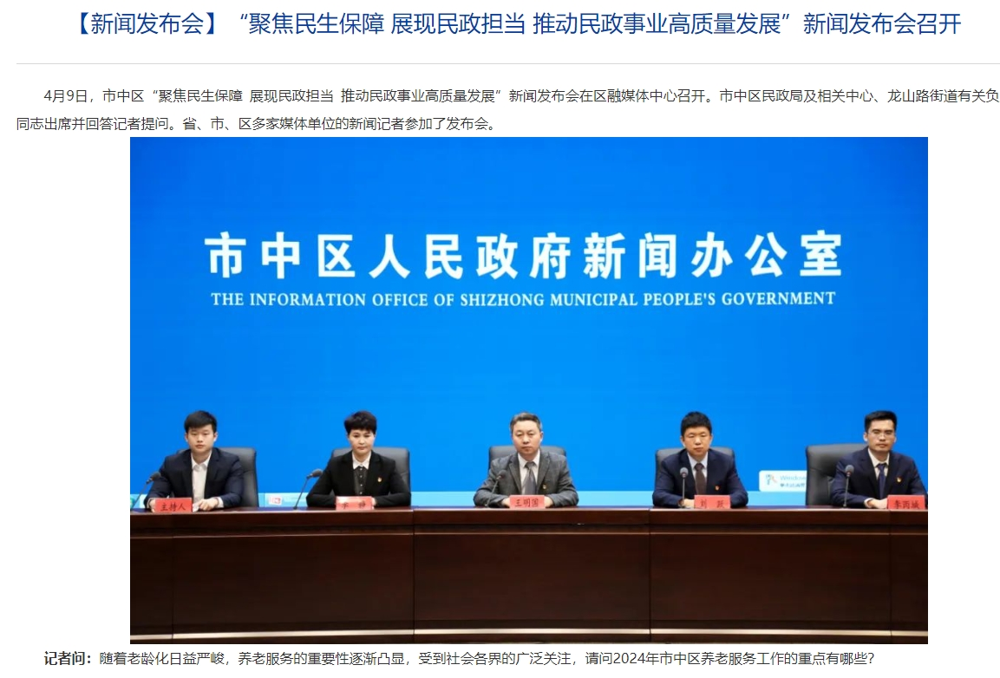 【新闻发布会】“聚焦民生保障 展现民政担当 推动民政事业高质量发展”新闻发布会召开
4月9日，市中区“聚焦民生保障 展现民政担当 推动民政事业高质量发展”新闻发布会在区融媒体中心召开。市中区民政局及相关中心、龙山路街道有关负
同志出席并回答记者提问。省、市、区多家媒体单位的新闻记者参加了发布会。
市中区人民政府新闻办公室
THE INFORMATION OFFICE OF SHIZHONG MUNICIPAL PEOPLE'S GOVERNMENT
主持人
王明国
刘 跃
李丙城
记者问：随着老龄化日益严峻，养老服务的重要性逐渐凸显，受到社会各界的广泛关注，请问2024年市中区养老服务工作的重点有哪些？